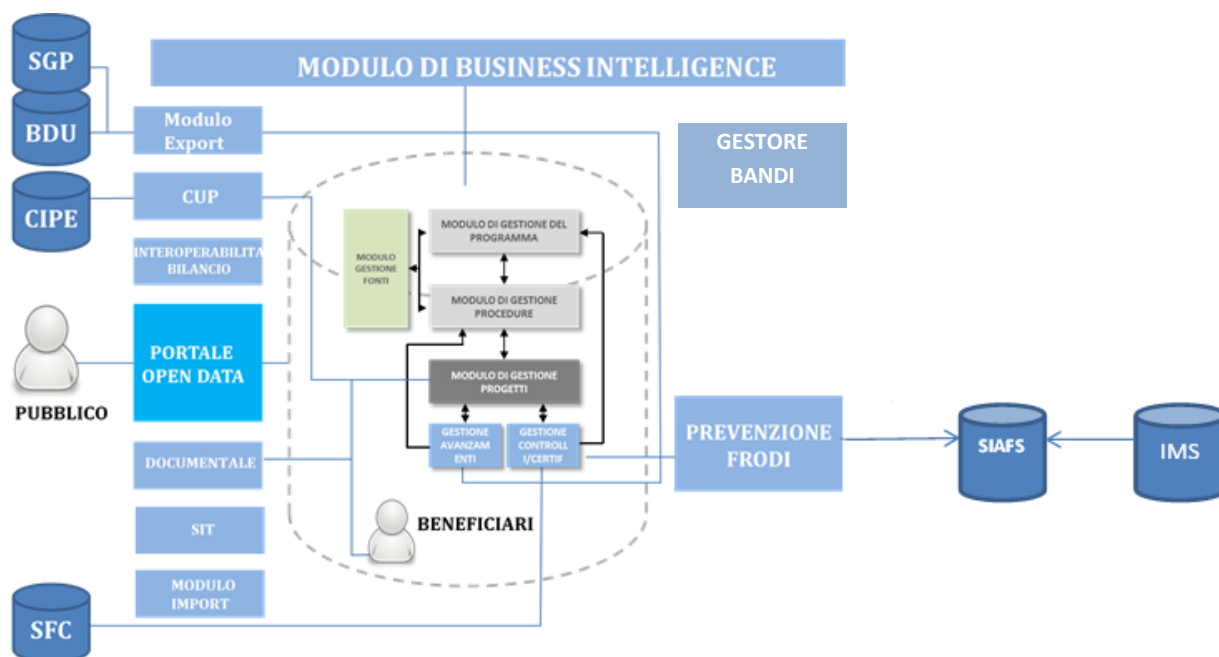 SGP
MODULO DI BUSINESS INTELLIGENCE
BDU
Modulo
Export
GESTORE
BANDI
CIPE
CUP
INTEROPERABILITA
BILANCIO
MODULO
GESTIONE
FONTI
MODULO DI GESTIONE DEL
PROGRAMMA
MODULO DI GESTIONE
PROCEDURE
PUBBLICO
PORTALE
OPEN DATA
MODULO DI GESTIONE
PROGETTI
GESTIONE
AVANZAM
ENTI
GESTIONE
CONTROLL
I/CERTIF
PREVENZIONE
FRODI
SIAFS
IMS
DOCUMENTALE
BENEFICIARI
SIT
MODULO
IMPORT
SFC